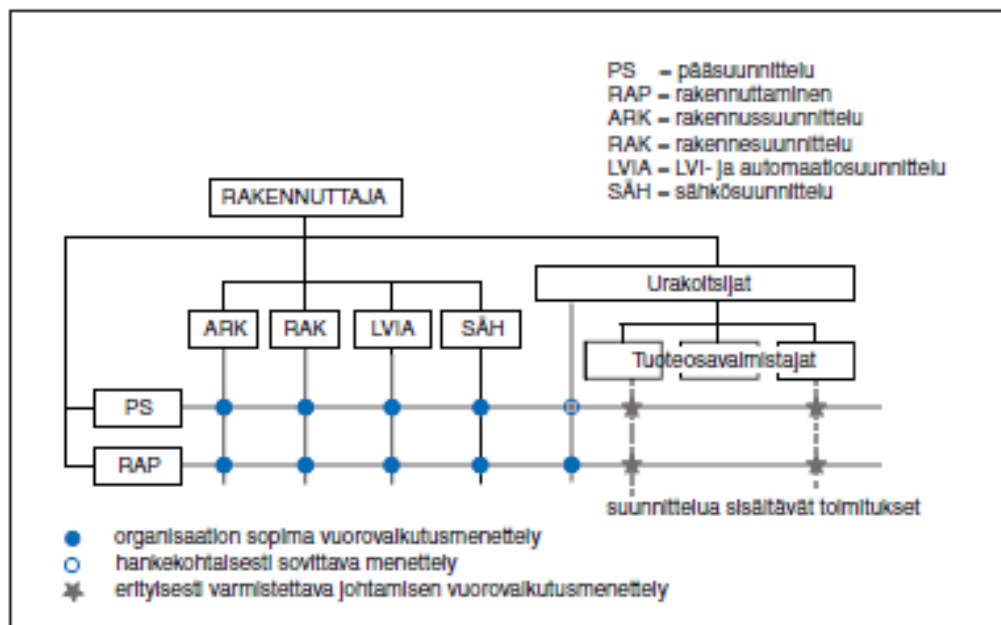 PS = pääsuunnittelu
RAP = rakennuttaminen
ARK = rakennussuunnittelu
RAK = rakennesuunnittelu
LVIA = LVI- ja automaatiosuunnittelu
SÄH = sähkösuunnittelu
RAKENNUTTAJA
Urakoitsijat
ARK RAK LVIA SÄH
Tuoteosavalmistajat
PS
RAP
suunnittelua sisältävät toimitukset
organisaation sopima vuorovaikutusmenettely
hankekohtaisesti sovittava menettely
erityisesti varmistettava johtamisen vuorovaikutusmenettely